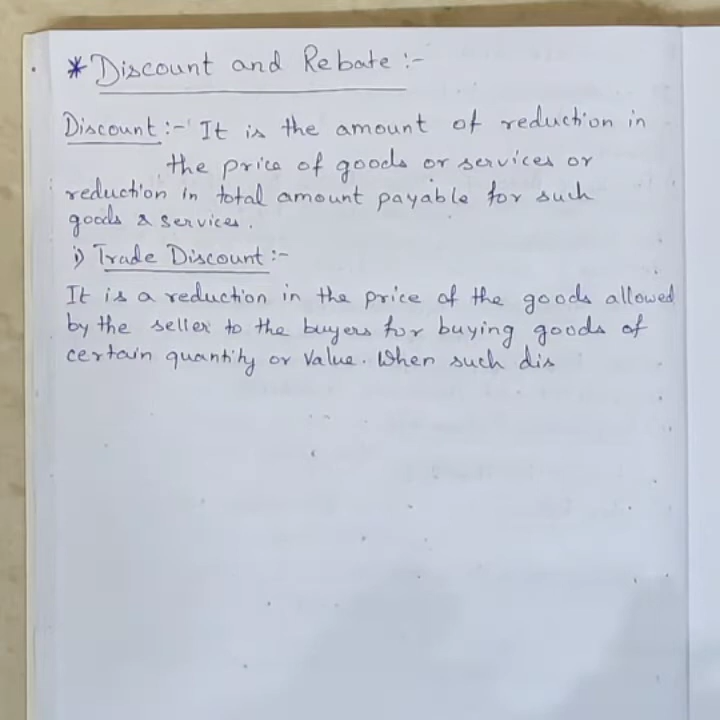 * Discount and Rebate :-
Discount :- It is the amount of reduction in
the price of goods or services or
reduction in total amount payable for such
goods & services.
i) Trade Discount :-
It is a reduction in the price of the goods allowed
by the seller to the buyers for buying goods of
certain quantity or value. When such dis